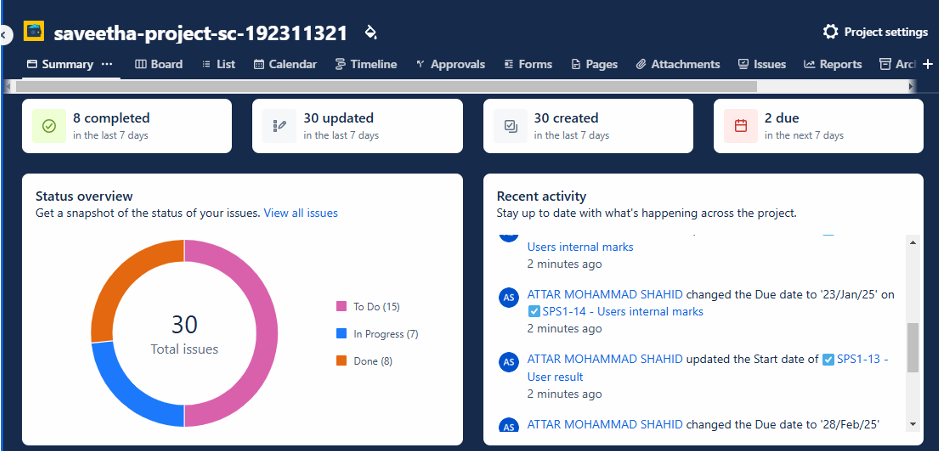 saveetha-project-sc-192311321
Project settings
Summary ··· Board List Calendar Timeline Approvals Forms Pages Attachments Issues Reports Arc
8 completed
in the last 7 days
30 updated
in the last 7 days
30 created
in the last 7 days
2 due
in the next 7 days
Status overview
Get a snapshot of the status of your issues. View all issues
30
Total issues
To Do (15)
In Progress (7)
Done (8)
Recent activity
Stay up to date with what's happening across the project.
Users internal marks
2 minutes ago
AS
ATTAR MOHAMMAD SHAHID changed the Due date to '23/Jan/25' on
SPS1-14 - Users internal marks
2 minutes ago
AS
ATTAR MOHAMMAD SHAHID updated the Start date of SPS1-13 -
User result
2 minutes ago
AS
ATTAR MOHAMMAD SHAHID changed the Due date to '28/Feb/25'